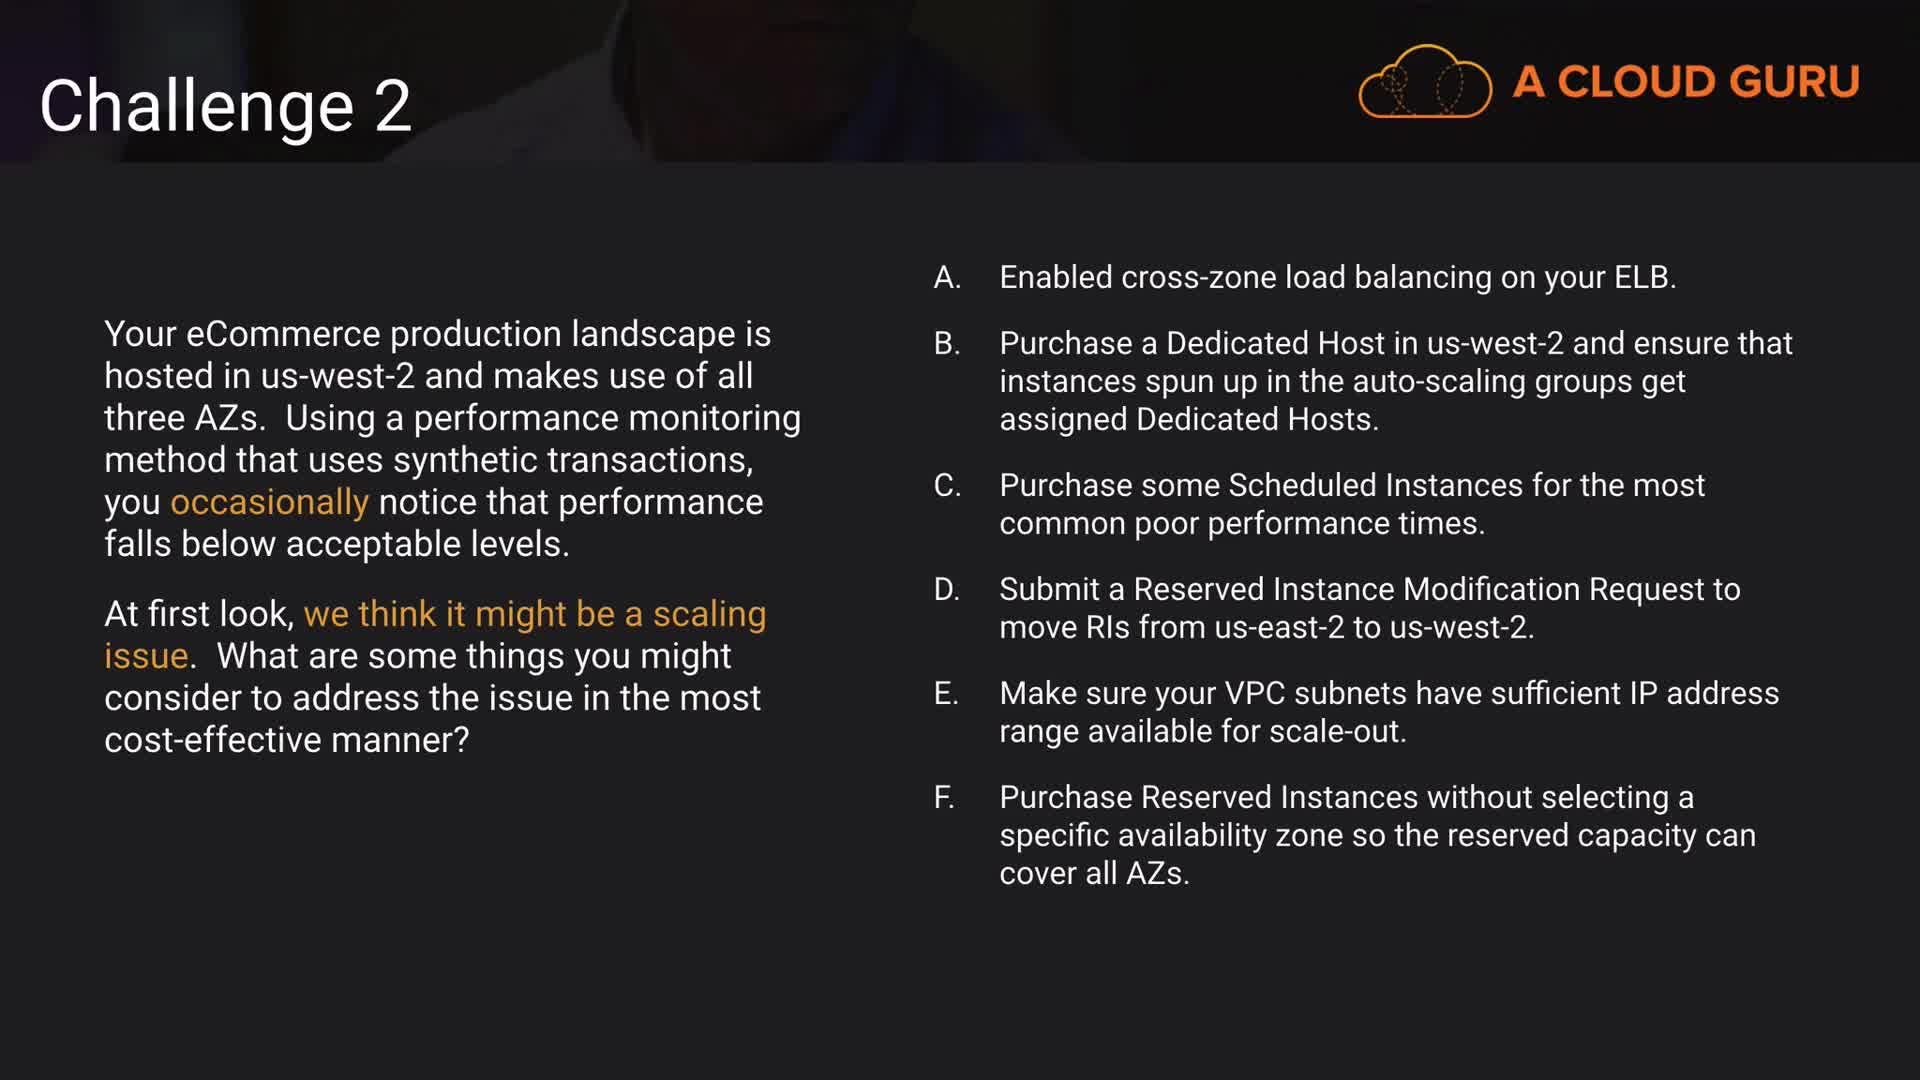 Challenge 2
A CLOUD GURU
Your eCommerce production landscape is
hosted in us-west-2 and makes use of all
three AZs.  Using a performance monitoring
method that uses synthetic transactions,
you occasionally notice that performance
falls below acceptable levels.
At first look, we think it might be a scaling
issue.  What are some things you might
consider to address the issue in the most
cost-effective manner?
A. Enabled cross-zone load balancing on your ELB.
B. Purchase a Dedicated Host in us-west-2 and ensure that
instances spun up in the auto-scaling groups get
assigned Dedicated Hosts.
C. Purchase some Scheduled Instances for the most
common poor performance times.
D. Submit a Reserved Instance Modification Request to
move RIs from us-east-2 to us-west-2.
E. Make sure your VPC subnets have sufficient IP address
range available for scale-out.
F. Purchase Reserved Instances without selecting a
specific availability zone so the reserved capacity can
cover all AZs.